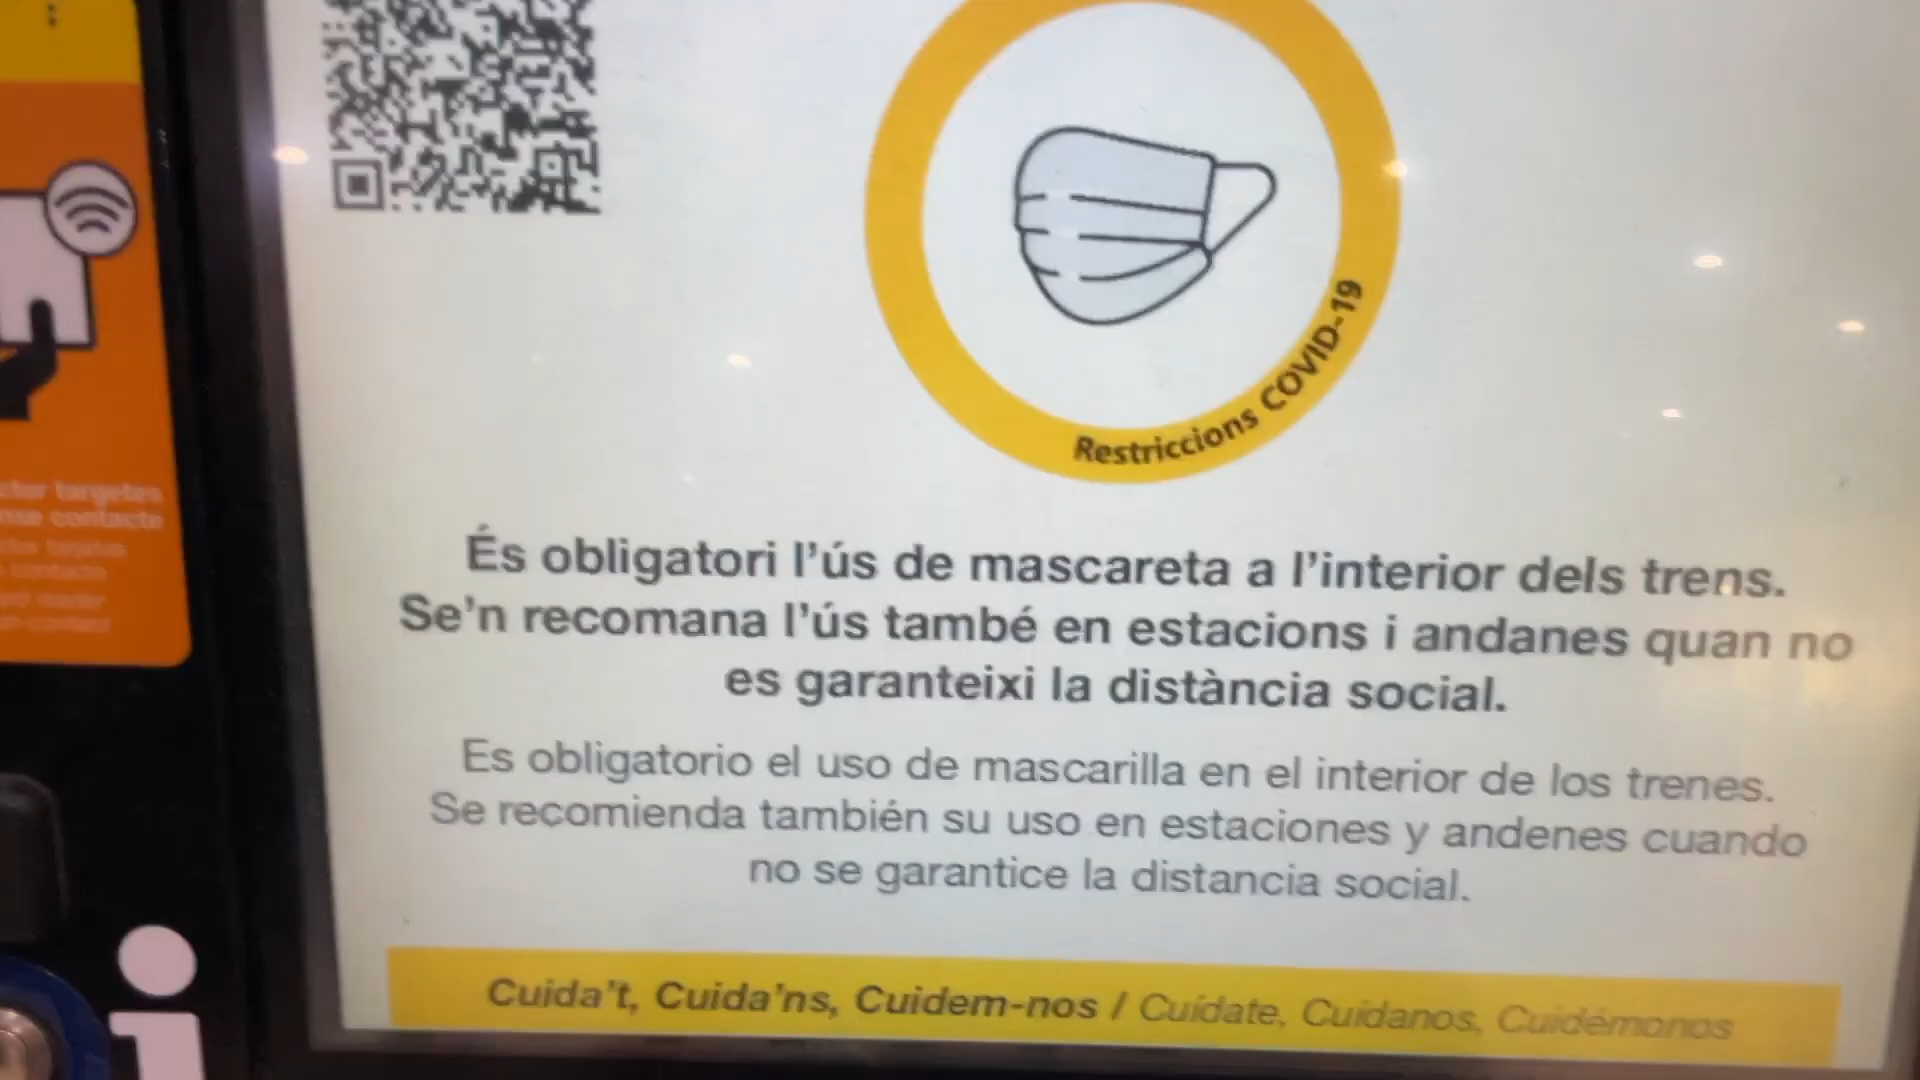 Restriccions COVID-19
És obligatori l'ús de mascareta a l'interior dels trens.
Se'n recomana l'ús també en estacions i andanes quan no
es garanteixi la distància social.
Es obligatorio el uso de mascarilla en el interior de los trenes.
Se recomienda también su uso en estaciones y andenes cuando
no se garantice la distancia social.
Cuida't, Cuida'ns, Cuidem-nos / Cuídate, Cuídanos, Cuidémonos
targetes
contacte
i